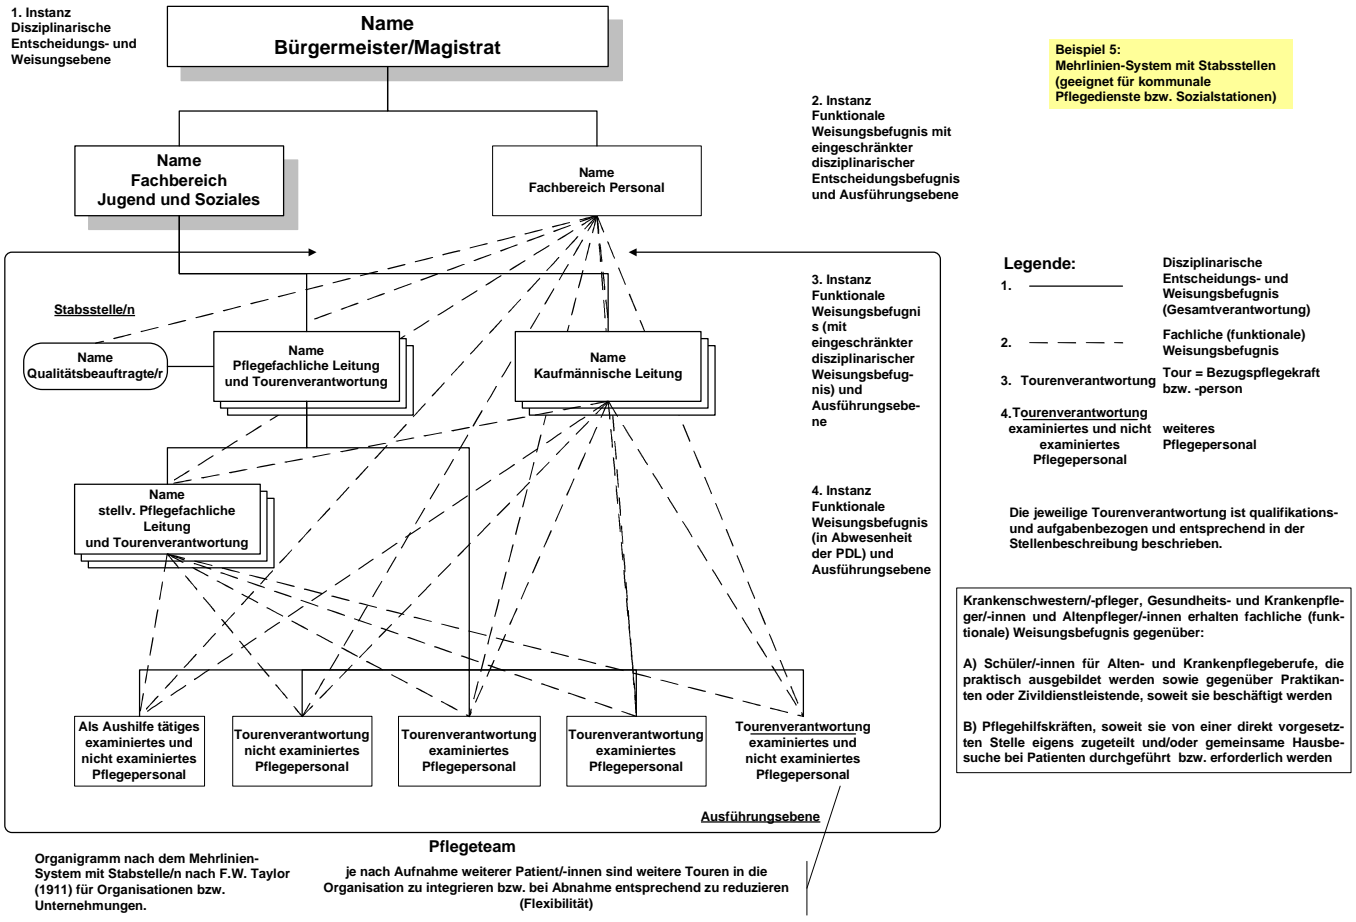 1. Instanz
Disziplinarische
Entscheidungs- und
Weisungsebene
Name
Bürgermeister/Magistrat
Beispiel 5:
Mehrlinien-System mit Stabsstellen
(geeignet für kommunale
Pflegedienste bzw. Sozialstationen)
2. Instanz
Funktionale
Weisungsbefugnis mit
eingeschränkter
disziplinarischer
Entscheidungsbefugnis
und Ausführungsebene
Name
Fachbereich
Jugend und Soziales
Name
Fachbereich Personal
Legende:
1.
Disziplinarische
Entscheidungs- und
Weisungsbefugnis
(Gesamtverantwortung)
2.
Fachliche (funktionale)
Weisungsbefugnis
3. Tourenverantwortung
Tour = Bezugspflegekraft
bzw. -person
4.Tourenverantwortung
examiniertes und nicht
examiniertes
Pflegepersonal
weiteres
Pflegepersonal
3. Instanz
Funktionale
Weisungsbefugni
s (mit
eingeschränkter
disziplinarischer
Weisungsbefug-
nis) und
Ausführungsebe-
ne
Stabsstelle/n
Name
Qualitätsbeauftragte/r
Name
Pflegefachliche Leitung
und Tourenverantwortung
Name
Kaufmännische Leitung
Name
stellv. Pflegefachliche
Leitung
und Tourenverantwortung
4. Instanz
Funktionale
Weisungsbefugnis
(in Abwesenheit
der PDL) und
Ausführungsebene
Die jeweilige Tourenverantwortung ist qualifikations-
und aufgabenbezogen und entsprechend in der
Stellenbeschreibung beschrieben.
Krankenschwestern/-pfleger, Gesundheits- und Krankenpfle-
ger/-innen und Altenpfleger/-innen erhalten fachliche (funk-
tionale) Weisungsbefugnis gegenüber:
A) Schüler/-innen für Alten- und Krankenpflegeberufe, die
praktisch ausgebildet werden sowie gegenüber Praktikan-
ten oder Zivildienstleistende, soweit sie beschäftigt werden
B) Pflegehilfskräften, soweit sie von einer direkt vorgesetz-
ten Stelle eigens zugeteilt und/oder gemeinsame Hausbe-
suche bei Patienten durchgeführt bzw. erforderlich werden
Als Aushilfe tätiges
examiniertes und
nicht examiniertes
Pflegepersonal
Tourenverantwortung
nicht examiniertes
Pflegepersonal
Tourenverantwortung
examiniertes
Pflegepersonal
Tourenverantwortung
examiniertes
Pflegepersonal
Tourenverantwortung
examiniertes und
nicht examiniertes
Pflegepersonal
Ausführungsebene
Pflegeteam
Organigramm nach dem Mehrlinien-
System mit Stabstelle/n nach F.W. Taylor
(1911) für Organisationen bzw.
Unternehmungen.
je nach Aufnahme weiterer Patient/-innen sind weitere Touren in die
Organisation zu integrieren bzw. bei Abnahme entsprechend zu reduzieren
(Flexibilität)